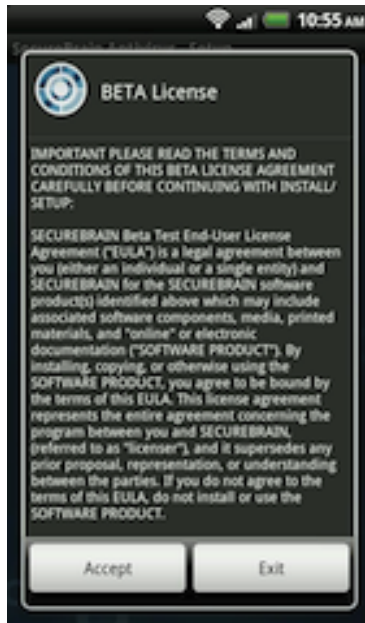 10:55 AM
SecureBrain Antivirus - Setup
BETA License
IMPORTANT PLEASE READ THE TERMS AND
CONDITIONS OF THIS BETA LICENSE AGREEMENT
CAREFULLY BEFORE CONTINUING WITH INSTALL/
SETUP:
SECUREBRAIN Beta Test End-User License
Agreement ("EULA") is a legal agreement between
you (either an individual or a single entity) and
SECUREBRAIN for the SECUREBRAIN software
product(s) identified above which may include
associated software components, media, printed
materials, and "online" or electronic
documentation ("SOFTWARE PRODUCT"). By
installing, copying, or otherwise using the
SOFTWARE PRODUCT, you agree to be bound by
the terms of this EULA. This license agreement
represents the entire agreement concerning the
program between you and SECUREBRAIN,
(referred to as "licenser"), and it supersedes any
prior proposal, representation, or understanding
between the parties. If you do not agree to the
terms of this EULA, do not install or use the
SOFTWARE PRODUCT.
Accept
Exit